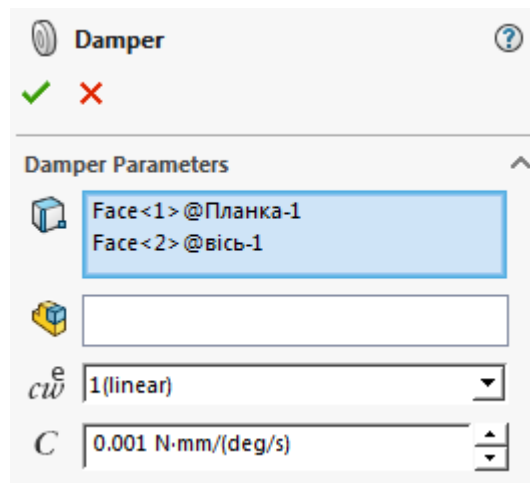 Damper
?
Damper Parameters
Face<1>@Планка-1
Face<2>@вісь-1
cw^e
1(linear)
C
0.001 N·mm/(deg/s)